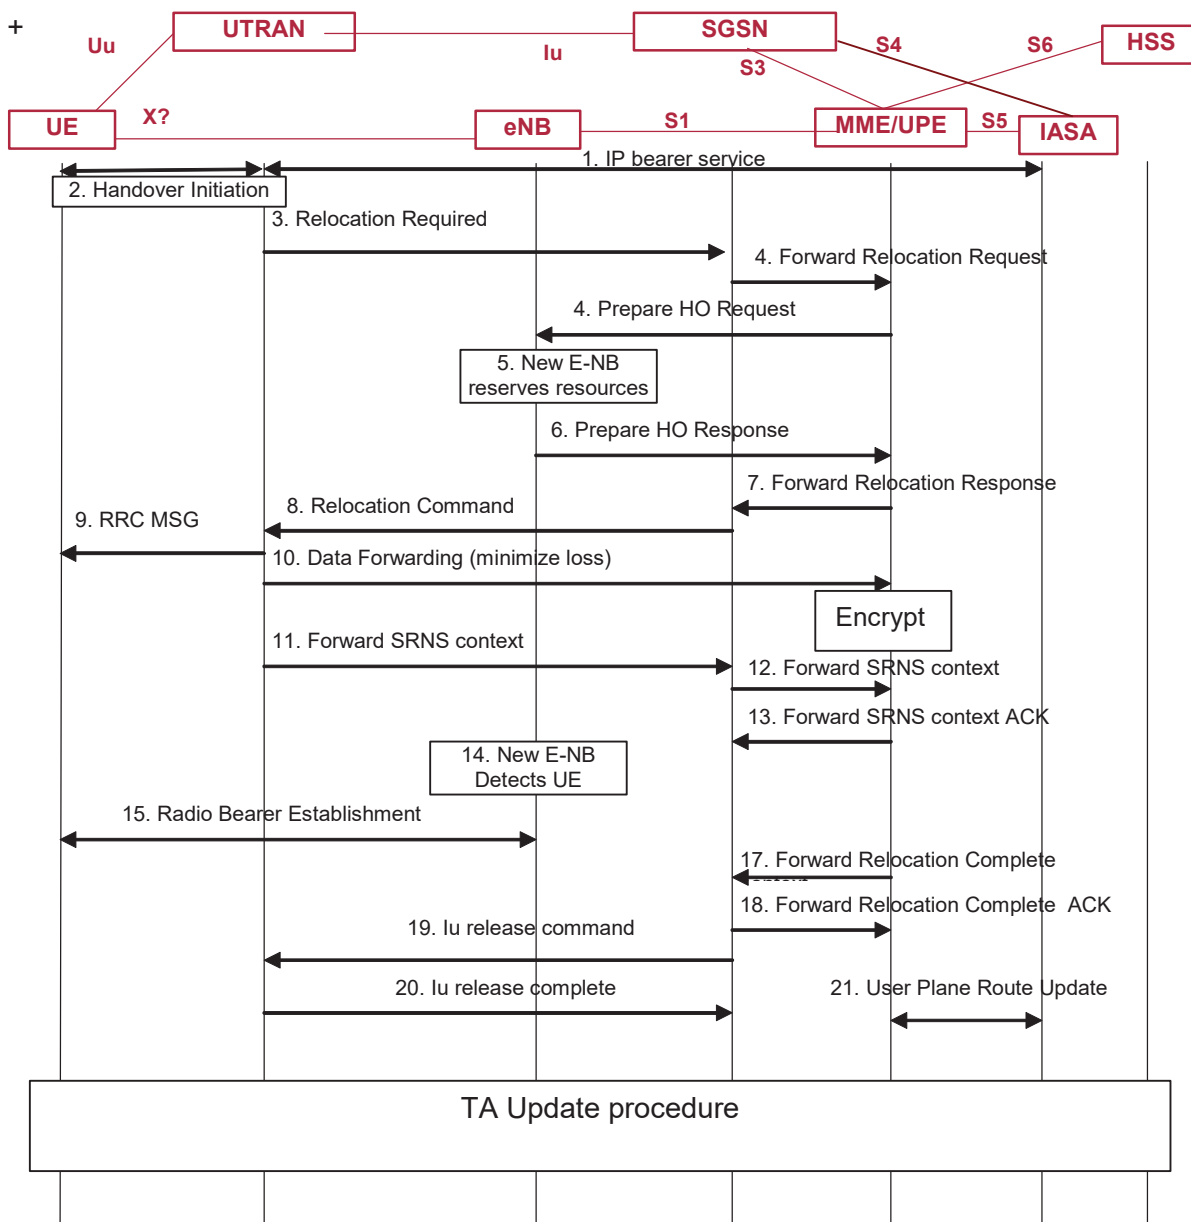 +
UTRAN
SGSN
HSS
Uu
Iu
S3
S4
S6
UE
X?
eNB
S1
MME/UPE
S5
IASA
1. IP bearer service
2. Handover Initiation
3. Relocation Required
4. Forward Relocation Request
4. Prepare HO Request
5. New E-NB
reserves resources
6. Prepare HO Response
7. Forward Relocation Response
8. Relocation Command
9. RRC MSG
10. Data Forwarding (minimize loss)
Encrypt
11. Forward SRNS context
12. Forward SRNS context
13. Forward SRNS context ACK
14. New E-NB
Detects UE
15. Radio Bearer Establishment
17. Forward Relocation Complete
18. Forward Relocation Complete ACK
19. Iu release command
20. Iu release complete
21. User Plane Route Update
TA Update procedure